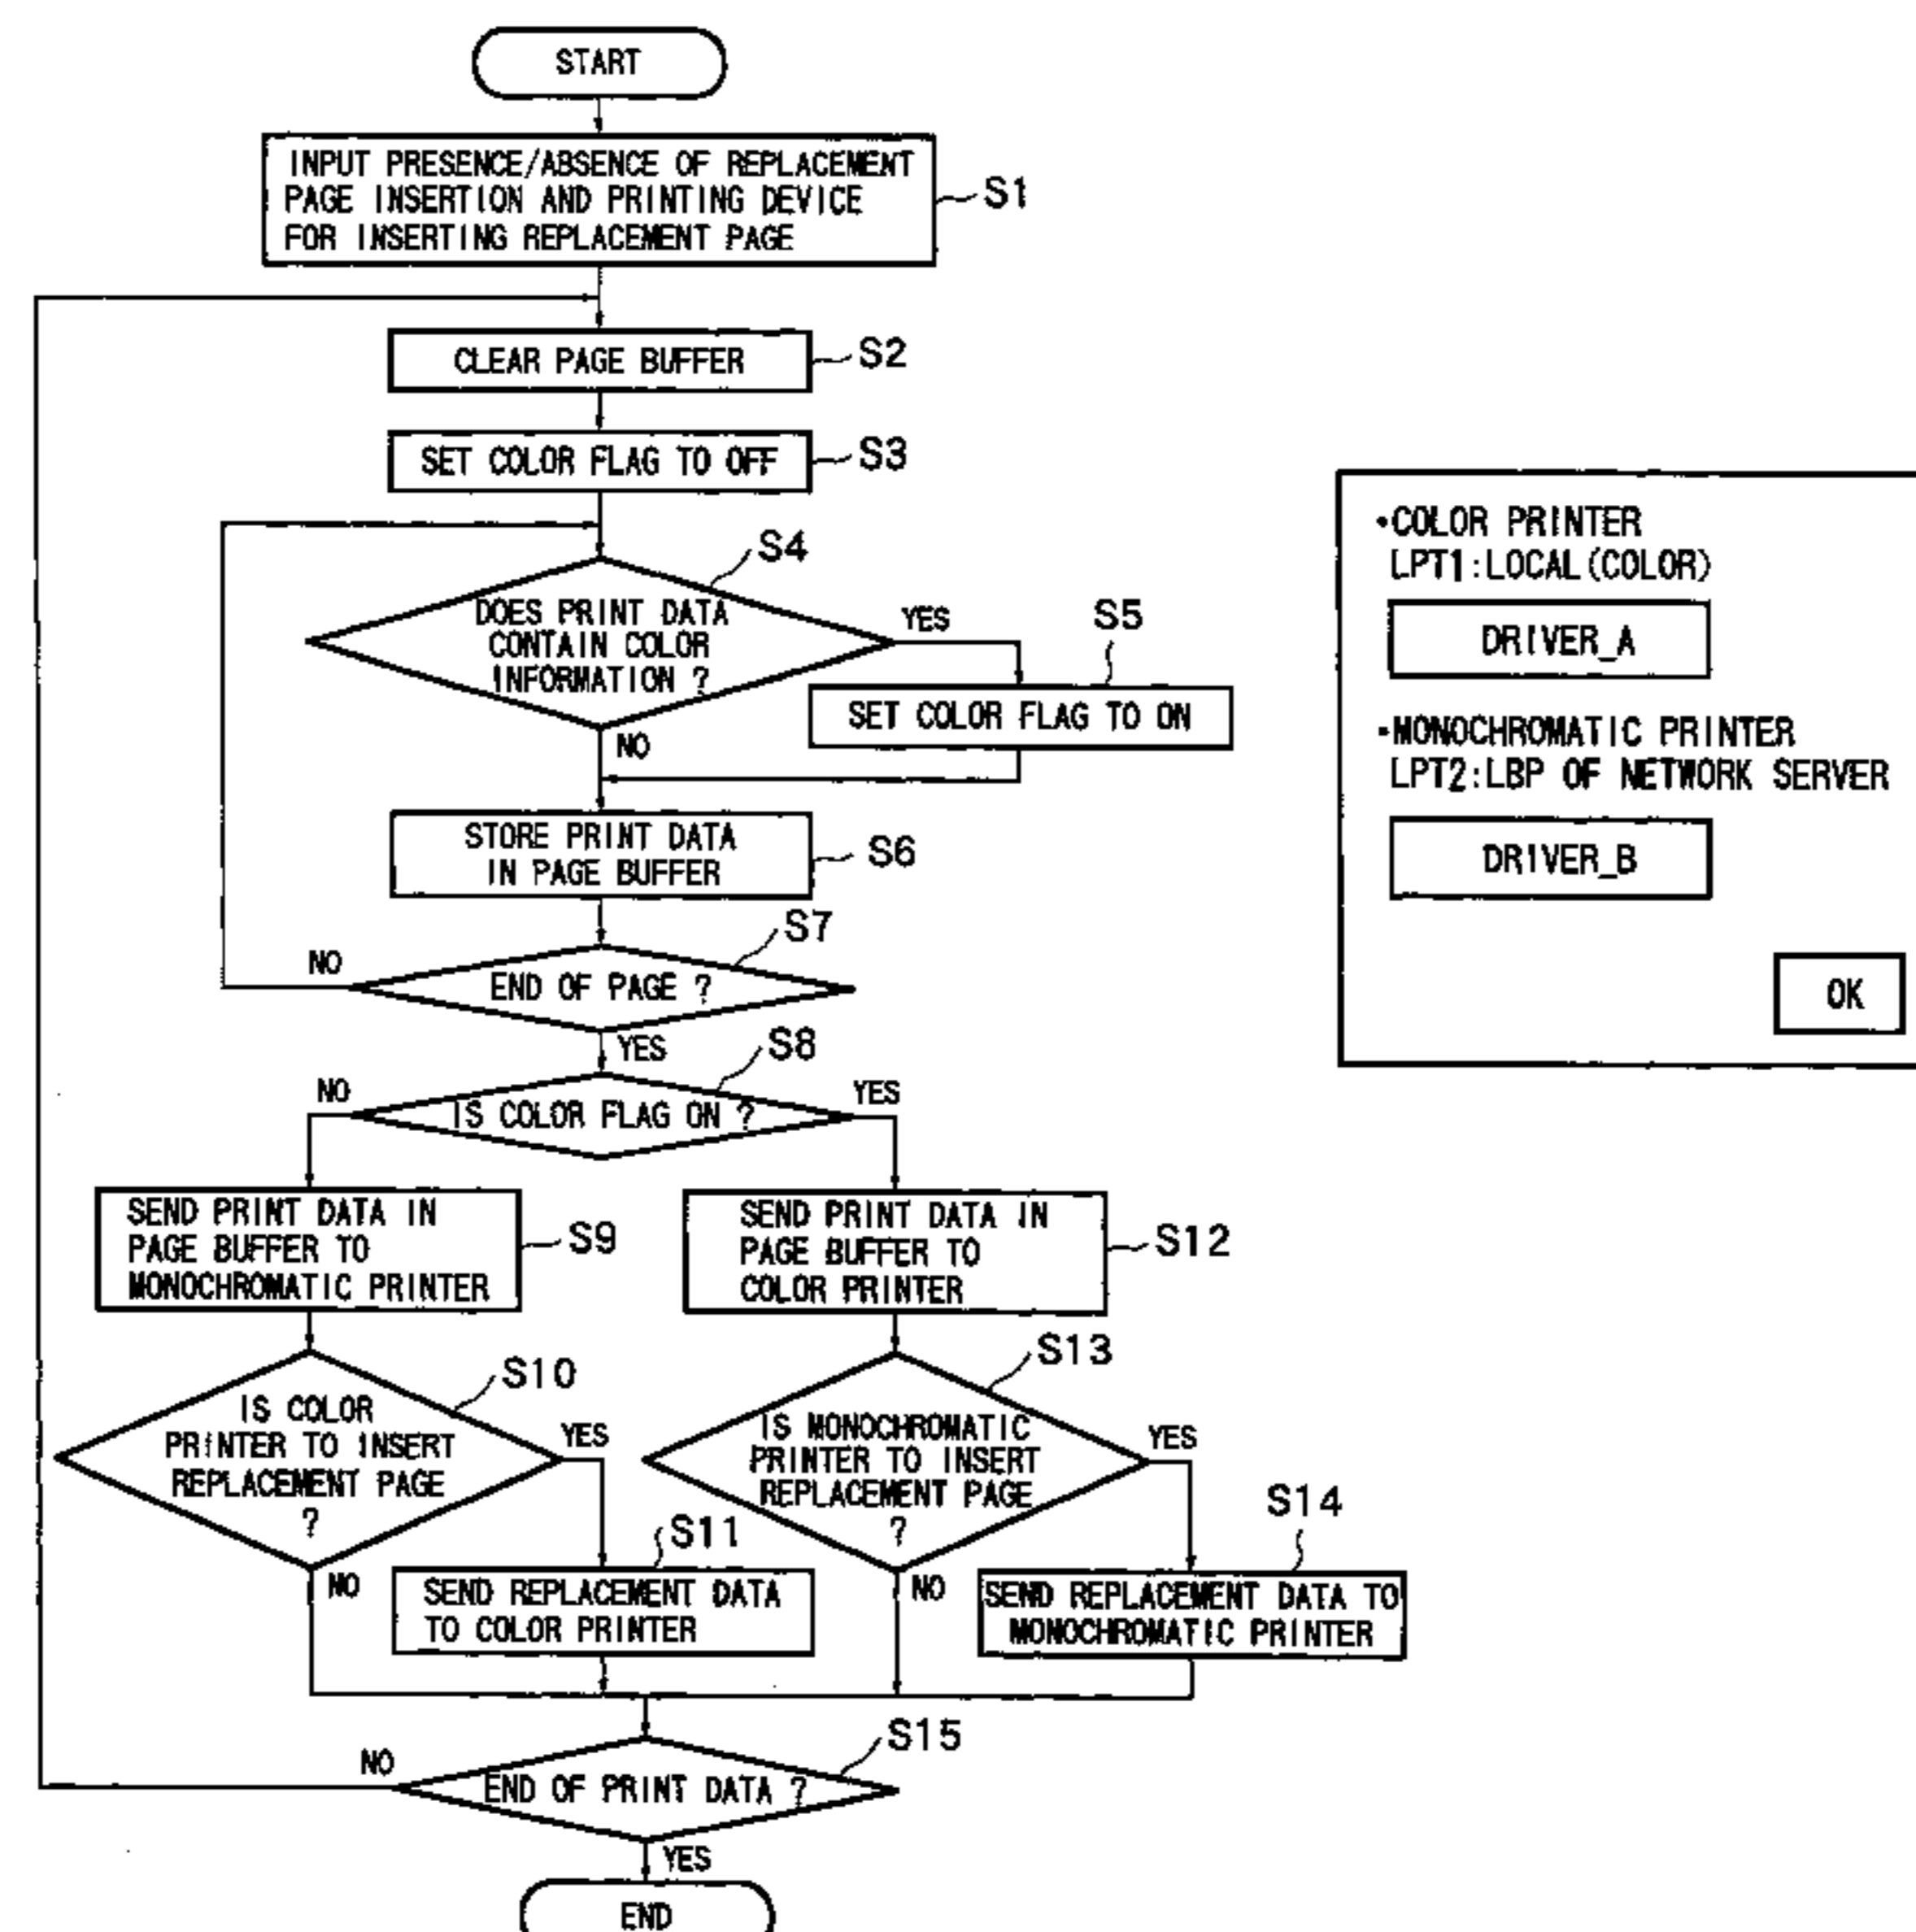 START
INPUT PRESENCE/ABSENCE OF REPLACEMENT
PAGE INSERTION AND PRINTING DEVICE
FOR INSERTING REPLACEMENT PAGE
S1
CLEAR PAGE BUFFER
S2
SET COLOR FLAG TO OFF
S3
S4
DOES PRINT DATA
CONTAIN COLOR
INFORMATION ?
YES
NO
S5
SET COLOR FLAG TO ON
STORE PRINT DATA
IN PAGE BUFFER
S6
S7
END OF PAGE ?
NO
YES
S8
IS COLOR FLAG ON ?
NO
YES
SEND PRINT DATA IN
PAGE BUFFER TO
MONOCHROMATIC PRINTER
S9
SEND PRINT DATA IN
PAGE BUFFER TO
COLOR PRINTER
S12
S10
IS COLOR
PRINTER TO INSERT
REPLACEMENT PAGE
?
YES
NO
S11
SEND REPLACEMENT DATA
TO COLOR PRINTER
S13
IS MONOCHROMATIC
PRINTER TO INSERT
REPLACEMENT PAGE
?
YES
NO
S14
SEND REPLACEMENT DATA TO
MONOCHROMATIC PRINTER
S15
END OF PRINT DATA ?
NO
YES
END
•COLOR PRINTER
LPT1:LOCAL(COLOR)
DRIVER_A
•MONOCHROMATIC PRINTER
LPT2:LBP OF NETWORK SERVER
DRIVER_B
OK